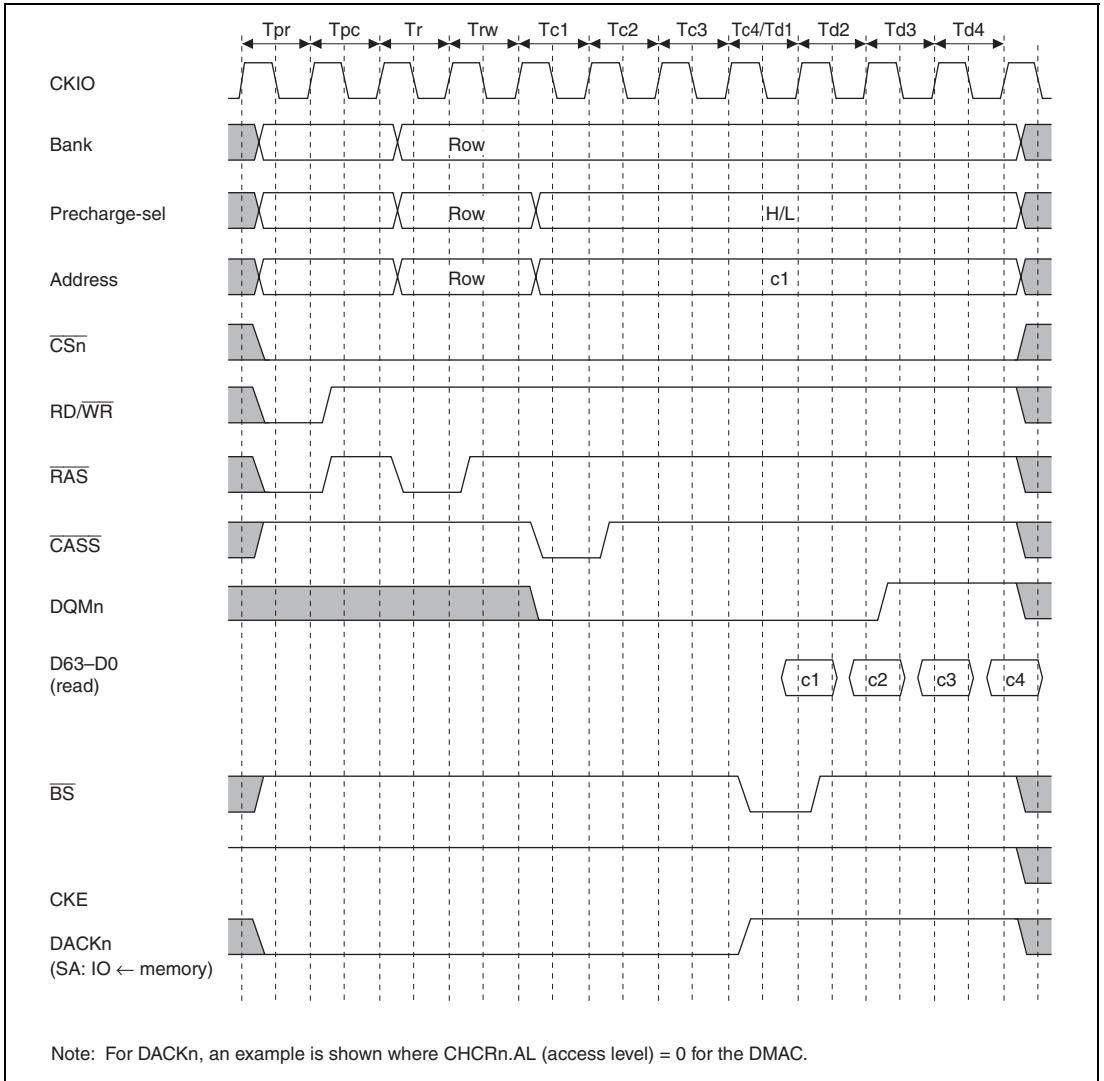 Tpr Tpc Tr Trw Tc1 Tc2 Tc3 Tc4/Td1 Td2 Td3 Td4
CKIO
Bank Row
Precharge-sel Row H/L
Address Row c1
CSn
RD/WR
RAS
CASS
DQMn
D63–D0
(read)
c1 c2 c3 c4
BS
CKE
DACKn
(SA: IO ← memory)
Note: For DACKn, an example is shown where CHCRn.AL (access level) = 0 for the DMAC.